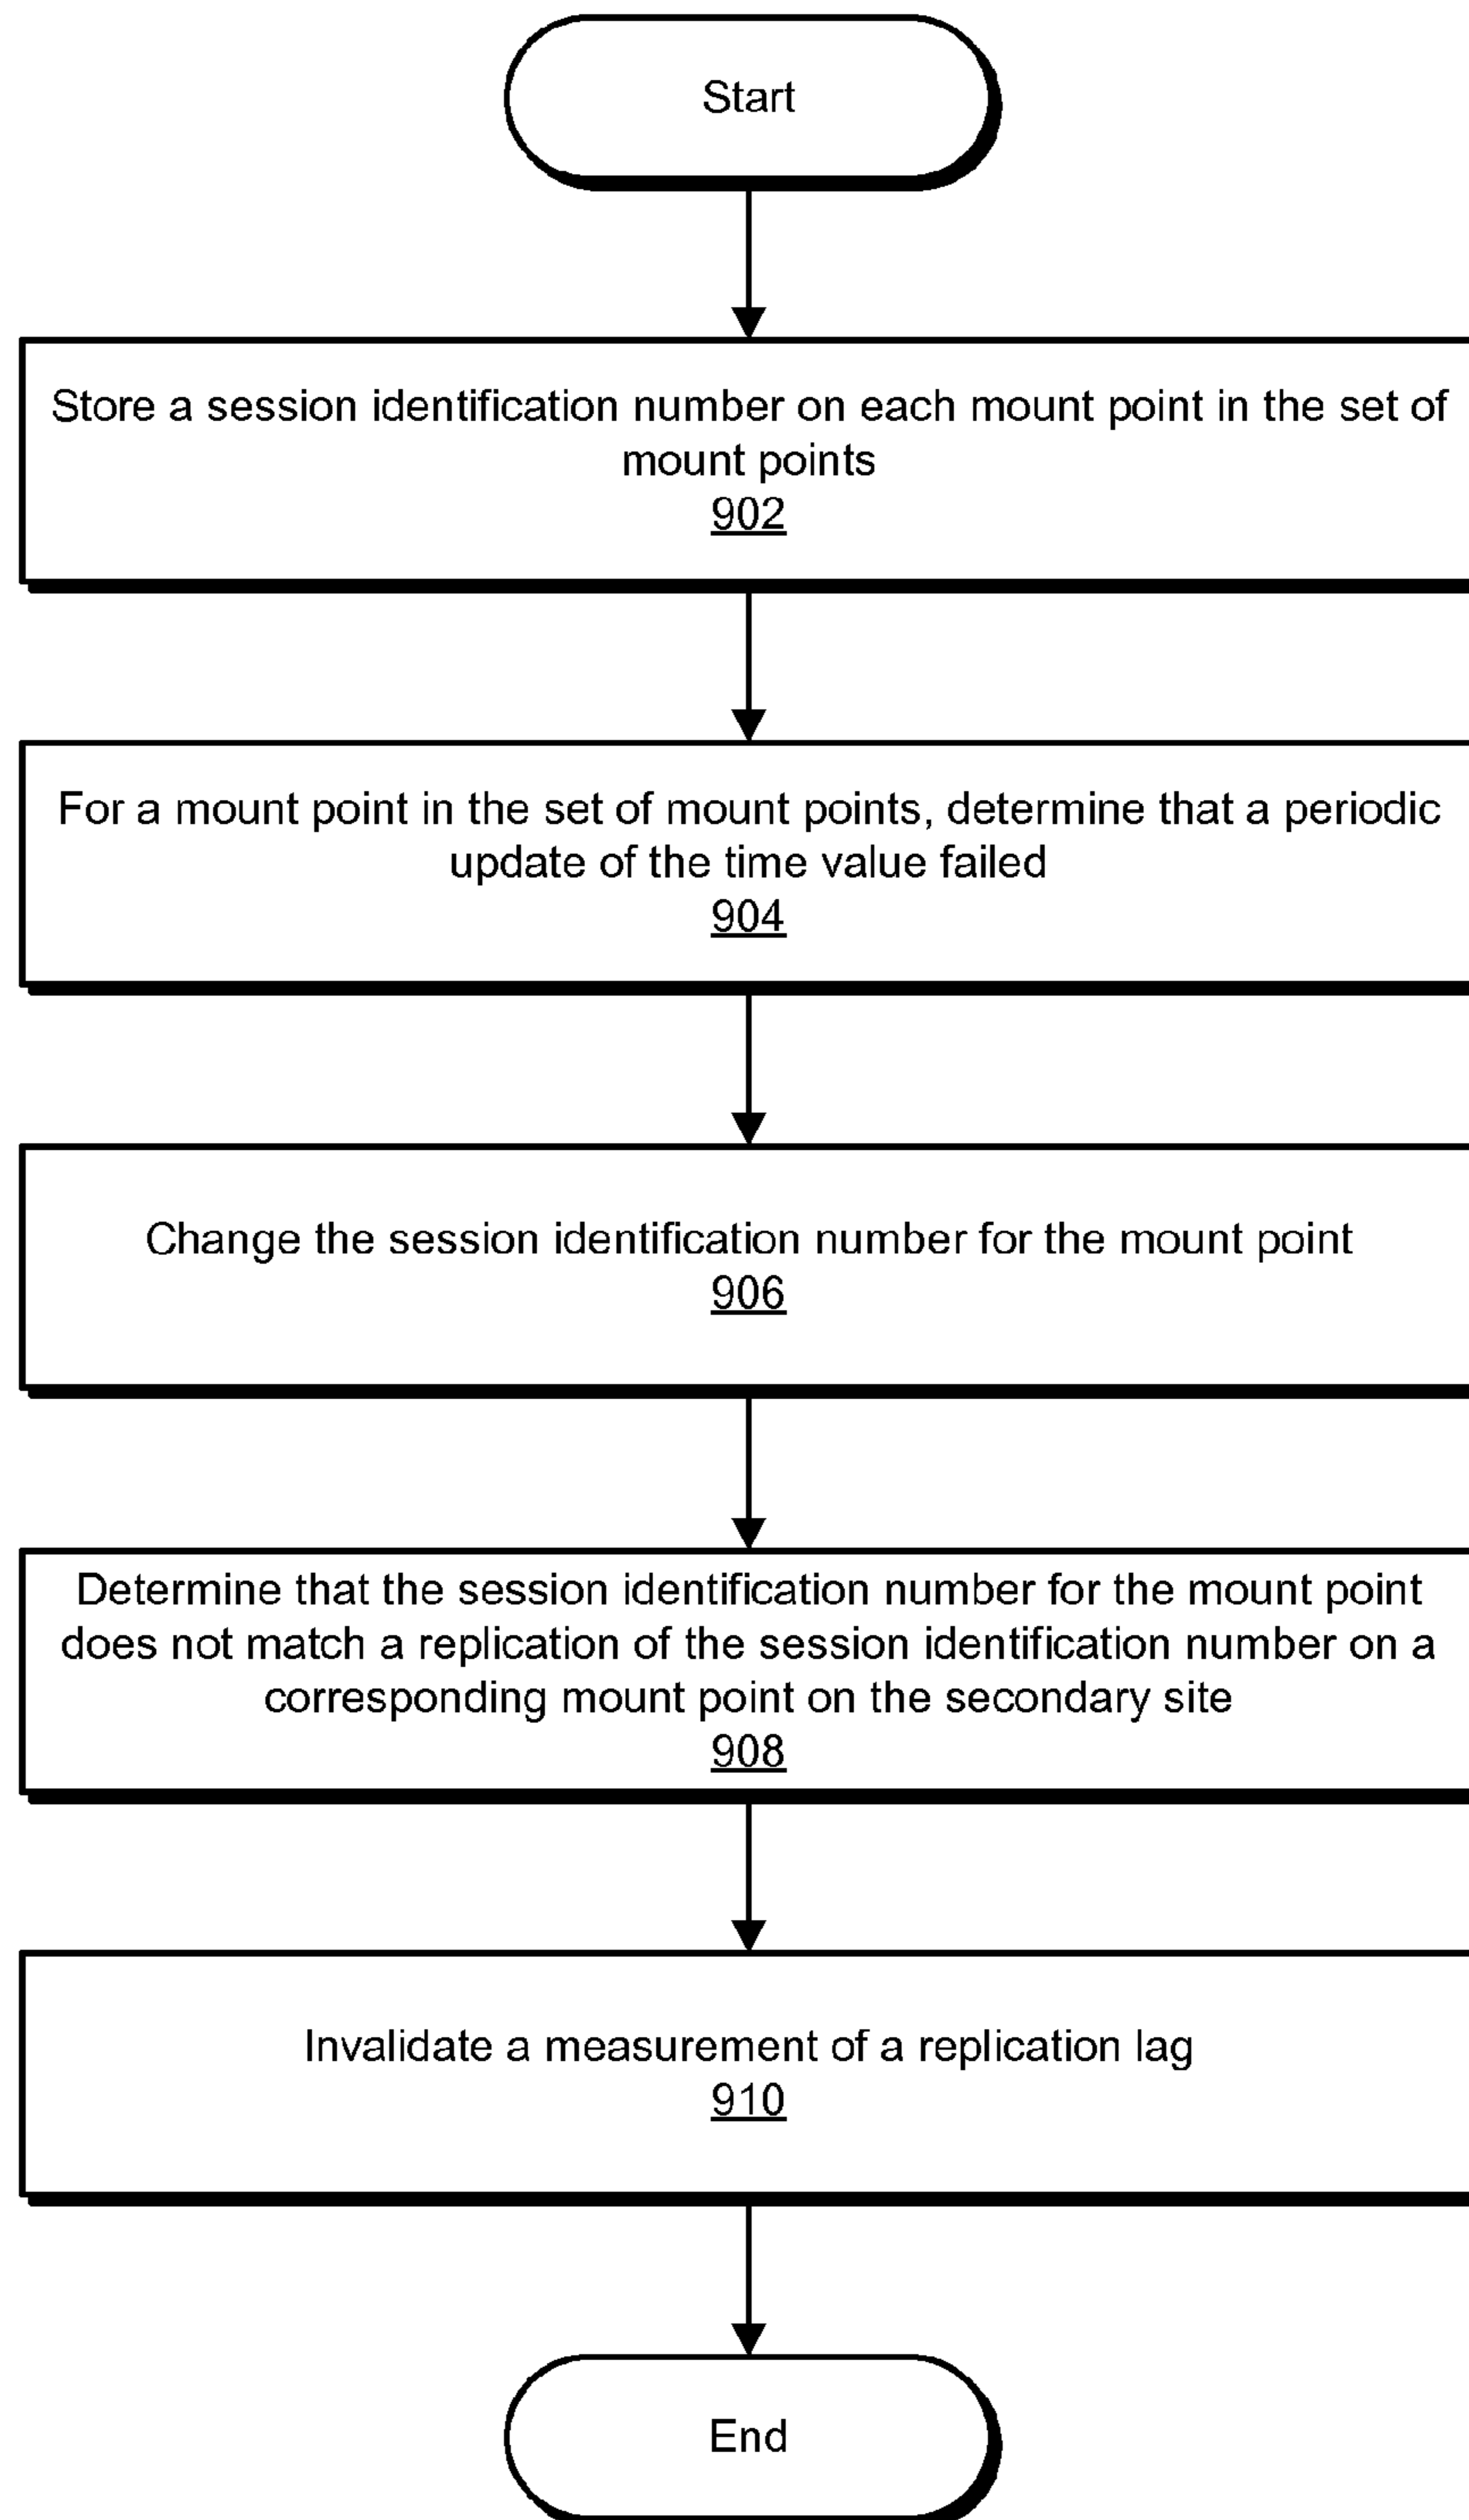 Start
Store a session identification number on each mount point in the set of
mount points
902
For a mount point in the set of mount points, determine that a periodic
update of the time value failed
904
Change the session identification number for the mount point
906
Determine that the session identification number for the mount point
does not match a replication of the session identification number on a
corresponding mount point on the secondary site
908
Invalidate a measurement of a replication lag
910
End